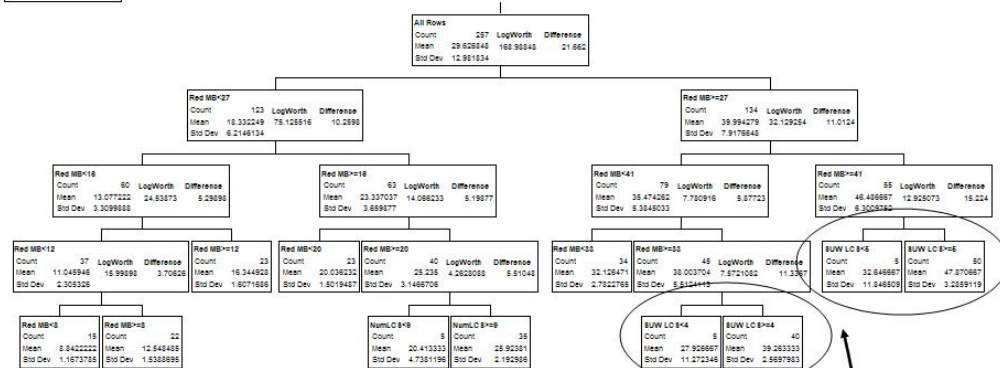 All Rows
Count 257 LogWorth Difference
Mean 29.626848 168.98848 21.662
Std Dev 12.981834
Red MB<27
Count 123 LogWorth Difference
Mean 18.332249 75.125516 10.2598
Std Dev 6.2146134
Red MB>=27
Count 134 LogWorth Difference
Mean 39.994279 32.129254 11.0124
Std Dev 7.9176648
Red MB<16
Count 60 LogWorth Difference
Mean 13.077222 24.53873 5.29898
Std Dev 3.3099888
Red MB>=16
Count 63 LogWorth Difference
Mean 23.337037 14.066233 5.19877
Std Dev 3.659877
Red MB<41
Count 79 LogWorth Difference
Mean 35.474262 7.780916 5.87723
Std Dev 5.3845033
Red MB>=41
Count 55 LogWorth Difference
Mean 46.486667 12.925073 15.224
Std Dev 6.3009752
Red MB<12
Count 37 LogWorth Difference
Mean 11.045946 15.99898 3.70626
Std Dev 2.305326
Red MB>=12
Count 23
Mean 16.344928
Std Dev 1.6071686
Red MB<20
Count 23
Mean 20.036232
Std Dev 1.5019487
Red MB>=20
Count 40 LogWorth Difference
Mean 25.235 4.2628088 5.51048
Std Dev 3.1466706
Red MB<33
Count 34
Mean 32.126471
Std Dev 2.7822765
Red MB>=33
Count 45 LogWorth Difference
Mean 38.003704 7.5721082 11.3367
Std Dev
SUW LC S<5
Count 5
Mean 32.646667
Std Dev 11.846509
SUW LC S>=5
Count 50
Mean 47.870667
Std Dev 3.2859119
Red MB<8
Count 15
Mean 8.8422222
Std Dev 1.1673785
Red MB>=8
Count 22
Mean 12.548485
Std Dev 1.5388695
NumLC S<9
Count 5
Mean 20.413333
Std Dev 4.7381196
NumLC S>=9
Count 35
Mean 25.92381
Std Dev 2.192986
SUW LC S<4
Count 5
Mean 27.926667
Std Dev 11.272346
SUW LC S>=4
Count 40
Mean 39.263333
Std Dev 2.5697983